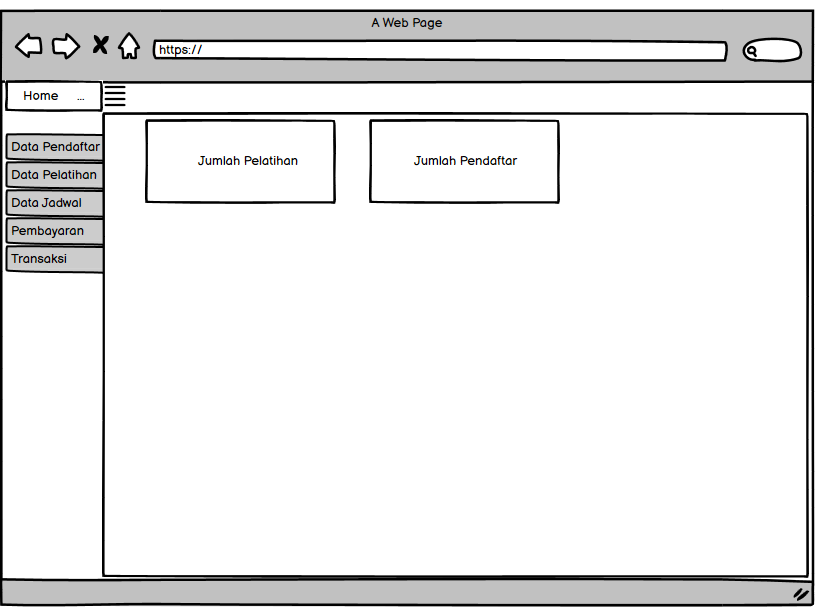 A Web Page
https://
Home ...
Data Pendaftar
Data Pelatihan
Data Jadwal
Pembayaran
Transaksi
Jumlah Pelatihan
Jumlah Pendaftar